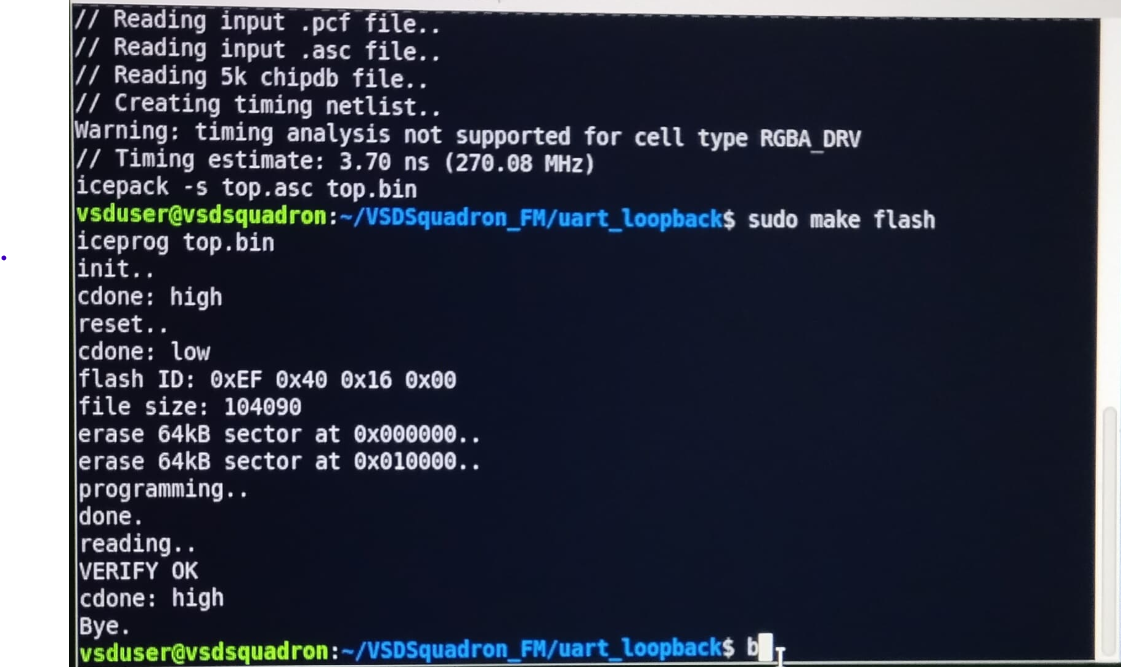 // Reading input .pcf file..
// Reading input .asc file..
// Reading 5k chipdb file..
// Creating timing netlist..
Warning: timing analysis not supported for cell type RGBA_DRV
// Timing estimate: 3.70 ns (270.08 MHz)
icepack -s top.asc top.bin
vsduser@vsdsquadron:~/VSDSquadron_FM/uart_loopback$ sudo make flash
iceprog top.bin
init..
cdone: high
reset..
cdone: low
flash ID: 0xEF 0x40 0x16 0x00
file size: 104090
erase 64kB sector at 0x000000..
erase 64kB sector at 0x010000..
programming..
done.
reading..
VERIFY OK
cdone: high
Bye.
vsduser@vsdsquadron:~/VSDSquadron_FM/uart_loopback$ b